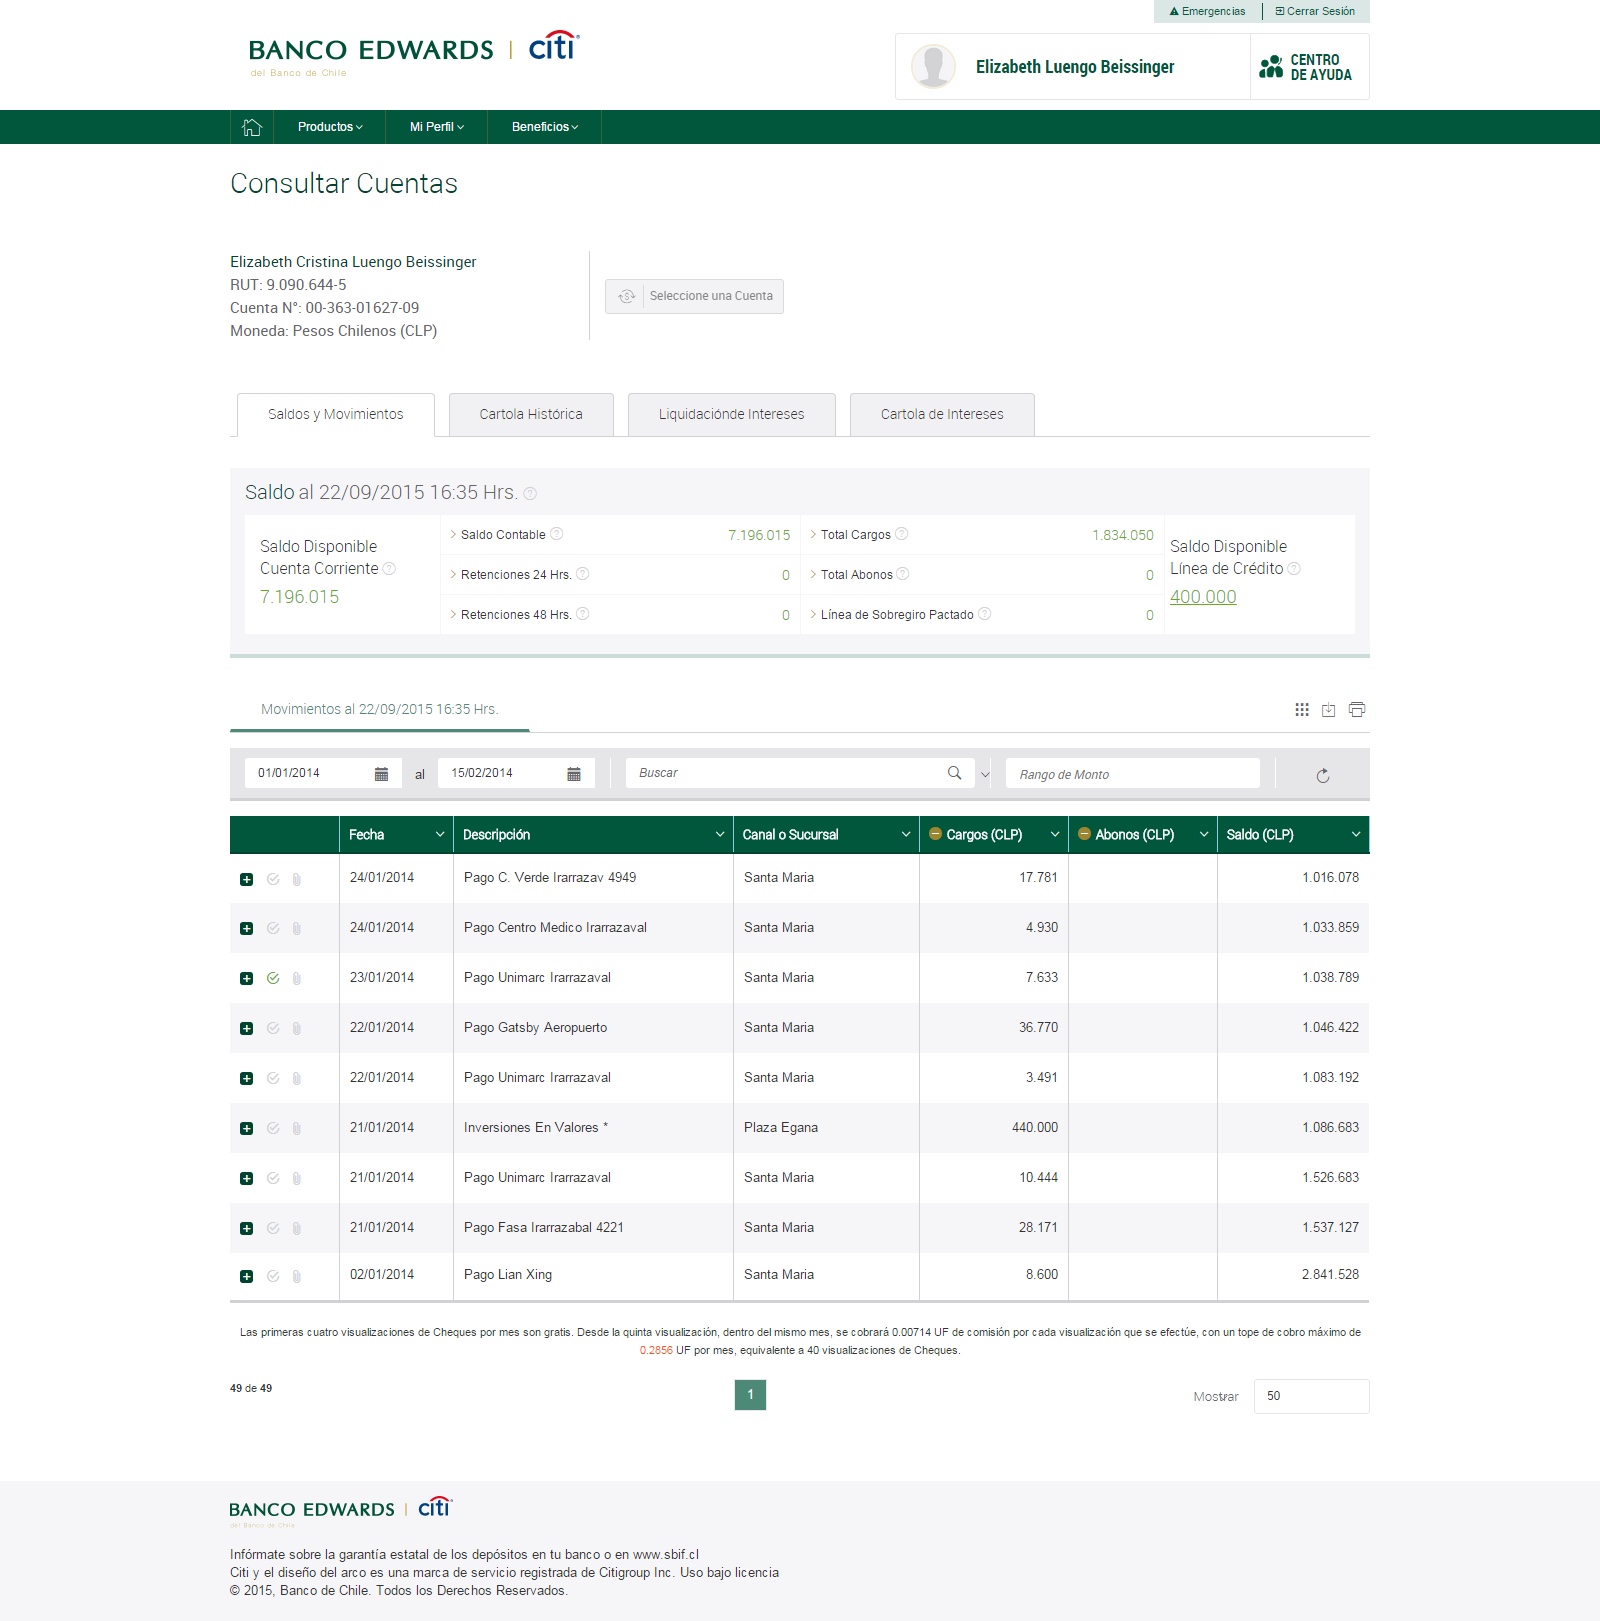 Emergencias Cerrar Sesión
BANCO EDWARDS | citi®
del Banco de Chile
Elizabeth Luengo Beissinger
CENTRO
DE AYUDA
Productos Mi Perfil Beneficios
Consultar Cuentas
Elizabeth Cristina Luengo Beissinger
RUT: 9.090.644-5
Cuenta N°: 00-363-01627-09
Moneda: Pesos Chilenos (CLP)
Seleccione una Cuenta
Saldos y Movimientos Cartola Histórica Liquidaciónde Intereses Cartola de Intereses
Saldo al 22/09/2015 16:35 Hrs. ?
Saldo Disponible
Cuenta Corriente ?
7.196.015
Saldo Contable ? 7.196.015
Retenciones 24 Hrs. ? 0
Retenciones 48 Hrs. ? 0
Total Cargos ? 1.834.050
Total Abonos ? 0
Línea de Sobregiro Pactado ? 0
Saldo Disponible
Línea de Crédito ?
400.000
Movimientos al 22/09/2015 16:35 Hrs.
01/01/2014 al 15/02/2014 Buscar Rango de Monto
Fecha Descripción Canal o Sucursal Cargos (CLP) Abonos (CLP) Saldo (CLP)
24/01/2014 Pago C. Verde Irarrazav 4949 Santa Maria 17.781 1.016.078
24/01/2014 Pago Centro Medico Irarrazaval Santa Maria 4.930 1.033.859
23/01/2014 Pago Unimarc Irarrazaval Santa Maria 7.633 1.038.789
22/01/2014 Pago Gatsby Aeropuerto Santa Maria 36.770 1.046.422
22/01/2014 Pago Unimarc Irarrazaval Santa Maria 3.491 1.083.192
21/01/2014 Inversiones En Valores * Plaza Egana 440.000 1.086.683
21/01/2014 Pago Unimarc Irarrazaval Santa Maria 10.444 1.526.683
21/01/2014 Pago Fasa Irarrazabal 4221 Santa Maria 28.171 1.537.127
02/01/2014 Pago Lian Xing Santa Maria 8.600 2.841.528
Las primeras cuatro visualizaciones de Cheques por mes son gratis. Desde la quinta visualización, dentro del mismo mes, se cobrará 0.00714 UF de comisión por cada visualización que se efectúe, con un tope de cobro máximo de
0.2856 UF por mes, equivalente a 40 visualizaciones de Cheques.
49 de 49 1 Mostrar 50
BANCO EDWARDS | citi®
del Banco de Chile
Infórmate sobre la garantía estatal de los depósitos en tu banco o en www.sbif.cl
Citi y el diseño del arco es una marca de servicio registrada de Citigroup Inc. Uso bajo licencia
© 2015, Banco de Chile. Todos los Derechos Reservados.